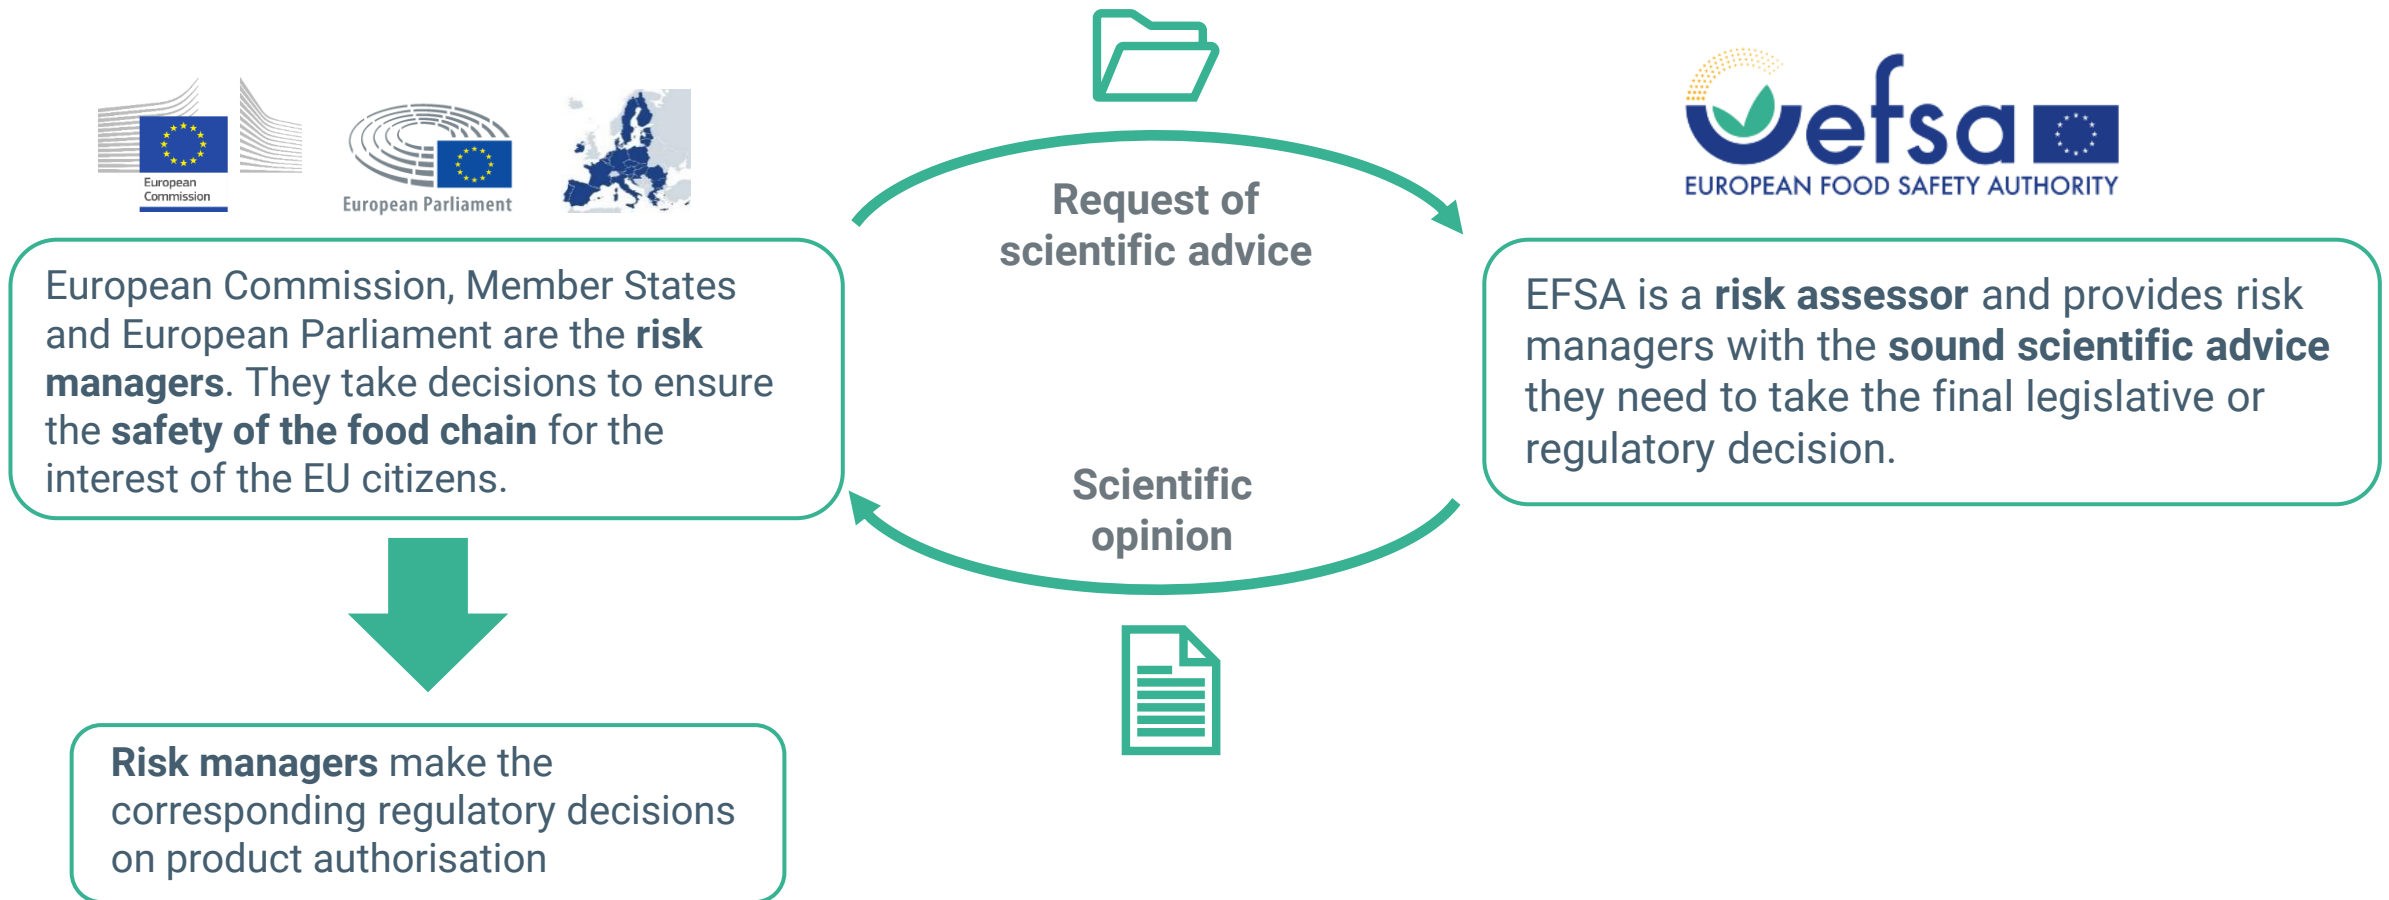 European
Commission
European Parliament
efsa
EUROPEAN FOOD SAFETY AUTHORITY
Request of
scientific advice
European Commission, Member States
and European Parliament are the risk
managers. They take decisions to ensure
the safety of the food chain for the
interest of the EU citizens.
EFSA is a risk assessor and provides risk
managers with the sound scientific advice
they need to take the final legislative or
regulatory decision.
Scientific
opinion
Risk managers make the
corresponding regulatory decisions
on product authorisation